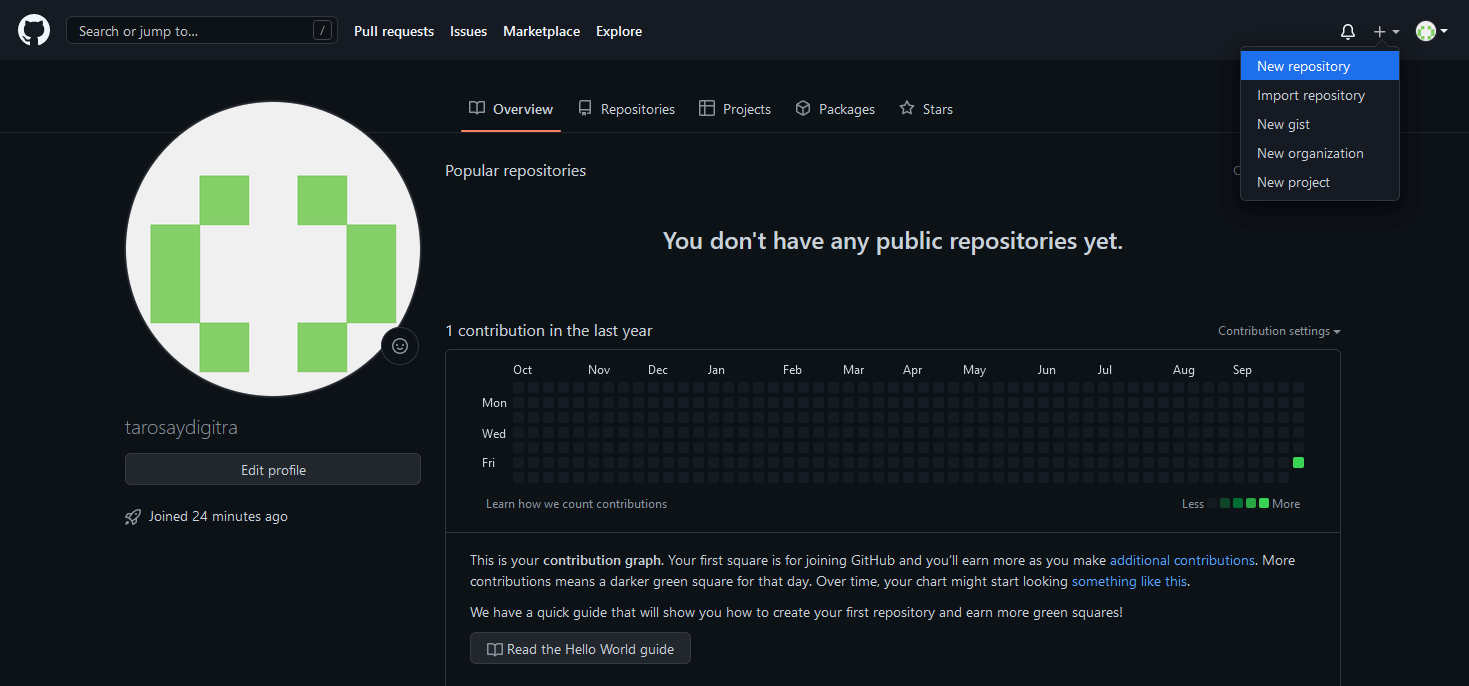 Search or jump to... /
Pull requests Issues Marketplace Explore
New repository
Import repository
New gist
New organization
New project
Overview Repositories Projects Packages Stars
Popular repositories
You don't have any public repositories yet.
1 contribution in the last year
Contribution settings
Oct Nov Dec Jan Feb Mar Apr May Jun Jul Aug Sep
Mon
Wed
Fri
Learn how we count contributions
Less More
tarosaydigitra
Edit profile
Joined 24 minutes ago
This is your contribution graph. Your first square is for joining GitHub and you'll earn more as you make additional contributions. More
contributions means a darker green square for that day. Over time, your chart might start looking something like this.
We have a quick guide that will show you how to create your first repository and earn more green squares!
Read the Hello World guide